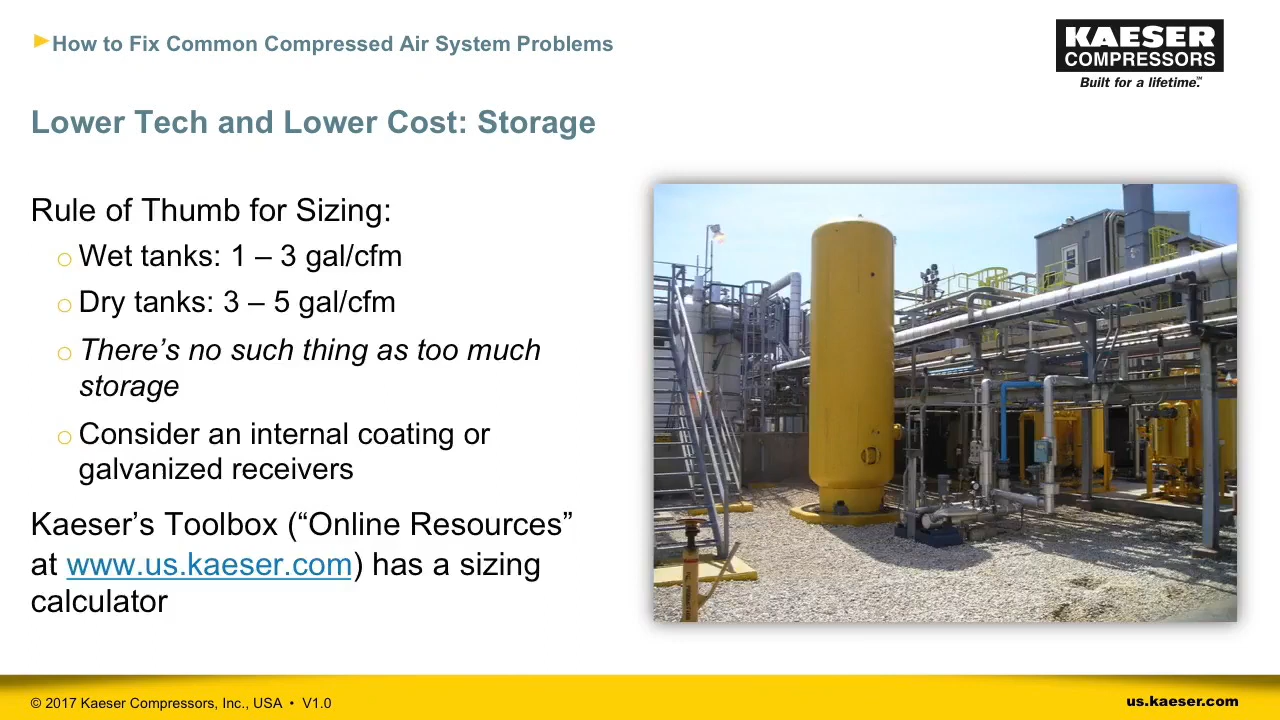 How to Fix Common Compressed Air System Problems
KAESER
COMPRESSORS
Built for a lifetime.™
Lower Tech and Lower Cost: Storage
Rule of Thumb for Sizing:
Wet tanks: 1 – 3 gal/cfm
Dry tanks: 3 – 5 gal/cfm
There’s no such thing as too much
storage
Consider an internal coating or
galvanized receivers
Kaeser’s Toolbox (“Online Resources”
at www.us.kaeser.com) has a sizing
calculator
© 2017 Kaeser Compressors, Inc., USA • V1.0
us.kaeser.com